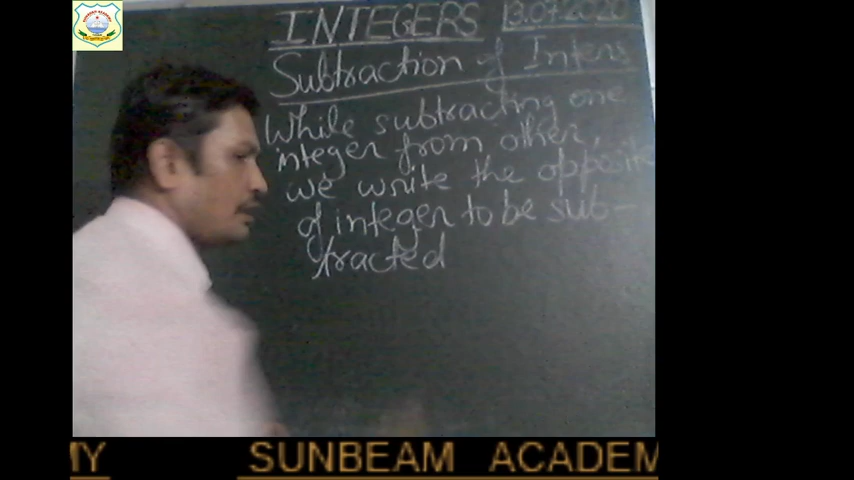 INTEGERS 13.07.2020
Subtraction of Inters
While subtracting one
integer from other,
we write the opposite
of integer to be sub-
tracted
MY SUNBEAM ACADEM